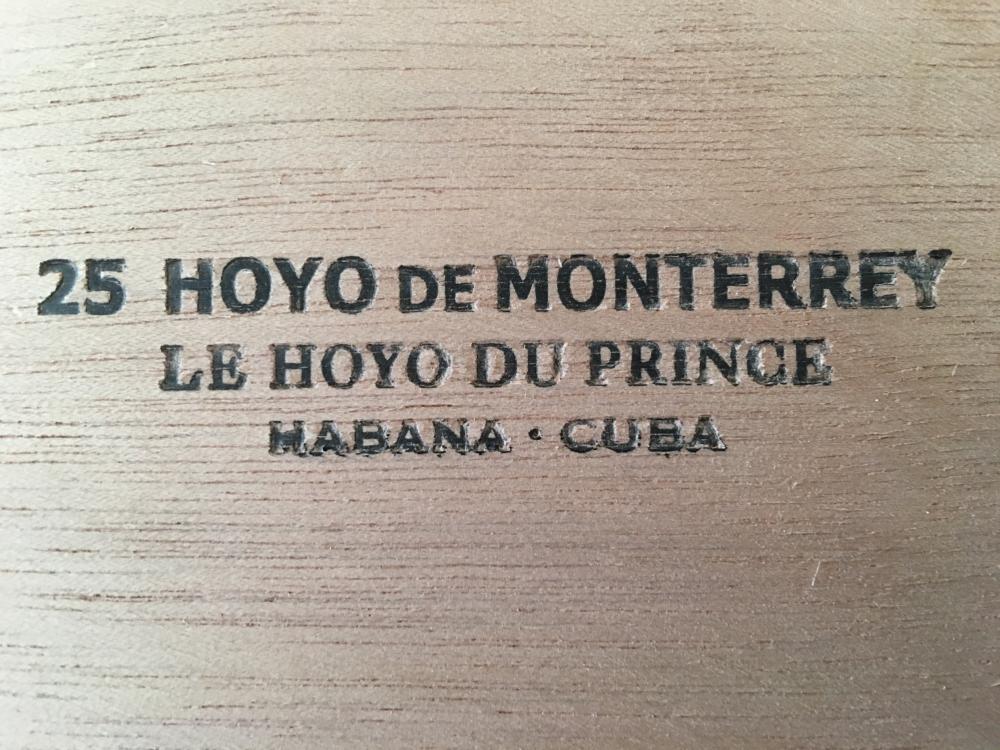 25 HOYO DE MONTERREY
LE HOYO DU PRINCE
HABANA · CUBA